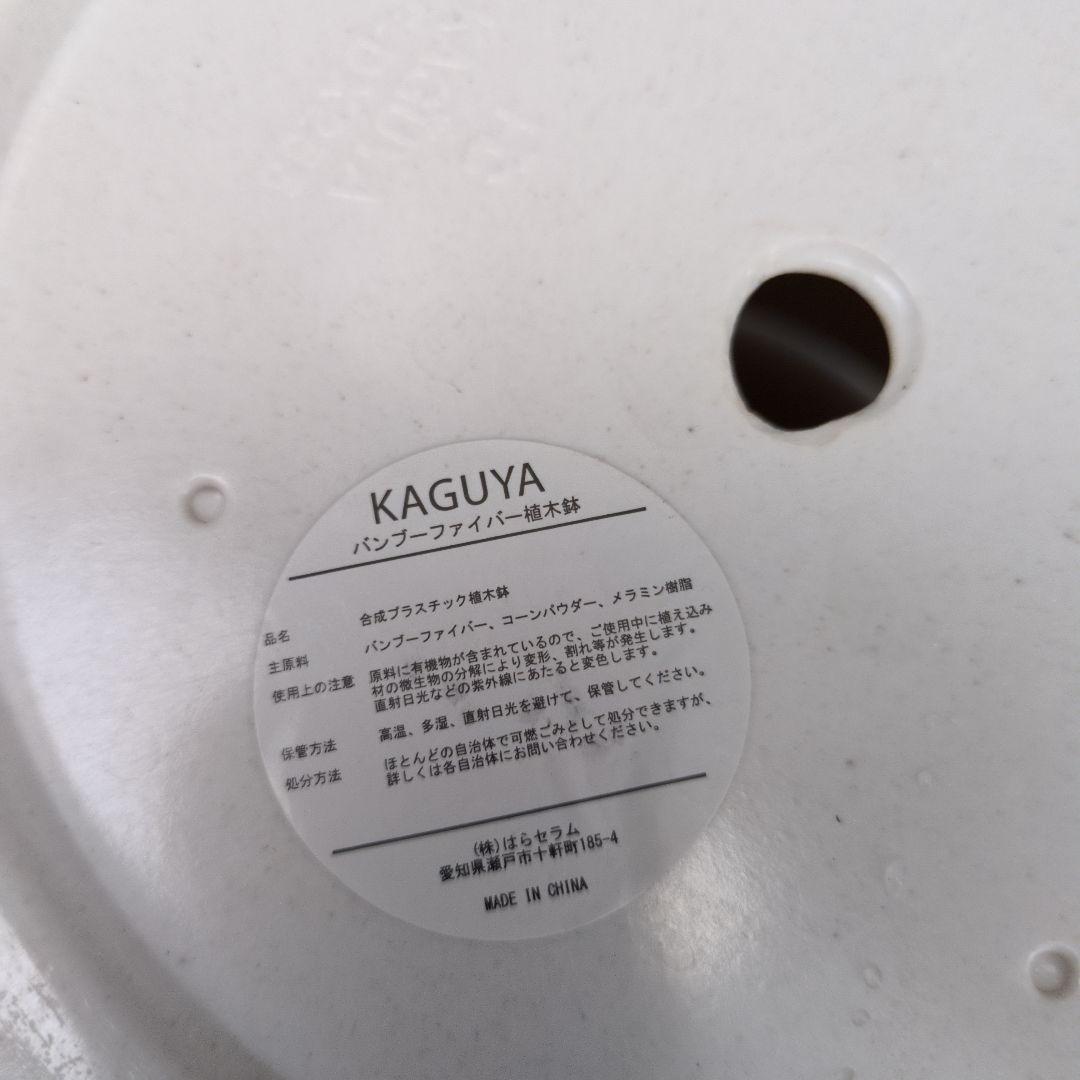 KAGUYA
バンブーファイバー植木鉢
品名 合成プラスチック植木鉢
主原料 バンブーファイバー、コーンパウダー、メラミン樹脂
使用上の注意 原料に有機物が含まれているので、ご使用中に植え込み
材の微生物の分解により変形、割れ等が発生します。
直射日光などの紫外線にあたると変色します。
保管方法 高温、多湿、直射日光を避けて、保管してください。
処分方法 ほとんどの自治体で可燃ごみとして処分できますが、
詳しくは各自治体にお問い合わせください。
(株)はらセラム
愛知県瀬戸市十軒町185-4
MADE IN CHINA